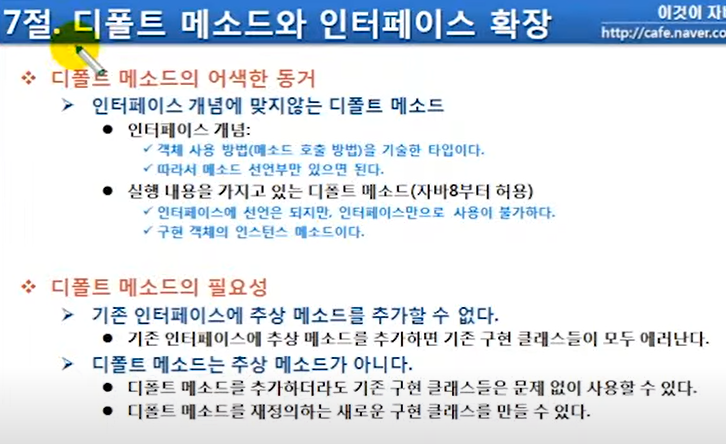 7절. 디폴트 메소드와 인터페이스 확장
이것이 자바
http://cafe.naver.co
❖ 디폴트 메소드의 어색한 동거
➢ 인터페이스 개념에 맞지않는 디폴트 메소드
● 인터페이스 개념:
✓ 객체 사용 방법(메소드 호출 방법)을 기술한 타입이다.
✓ 따라서 메소드 선언부만 있으면 된다.
● 실행 내용을 가지고 있는 디폴트 메소드(자바8부터 허용)
✓ 인터페이스에 선언은 되지만, 인터페이스만으로 사용이 불가하다.
✓ 구현 객체의 인스턴스 메소드이다.
❖ 디폴트 메소드의 필요성
➢ 기존 인터페이스에 추상 메소드를 추가할 수 없다.
● 기존 인터페이스에 추상 메소드를 추가하면 기존 구현 클래스들이 모두 에러난다.
➢ 디폴트 메소드는 추상 메소드가 아니다.
● 디폴트 메소드를 추가하더라도 기존 구현 클래스들은 문제 없이 사용할 수 있다.
● 디폴트 메소드를 재정의하는 새로운 구현 클래스를 만들 수 있다.